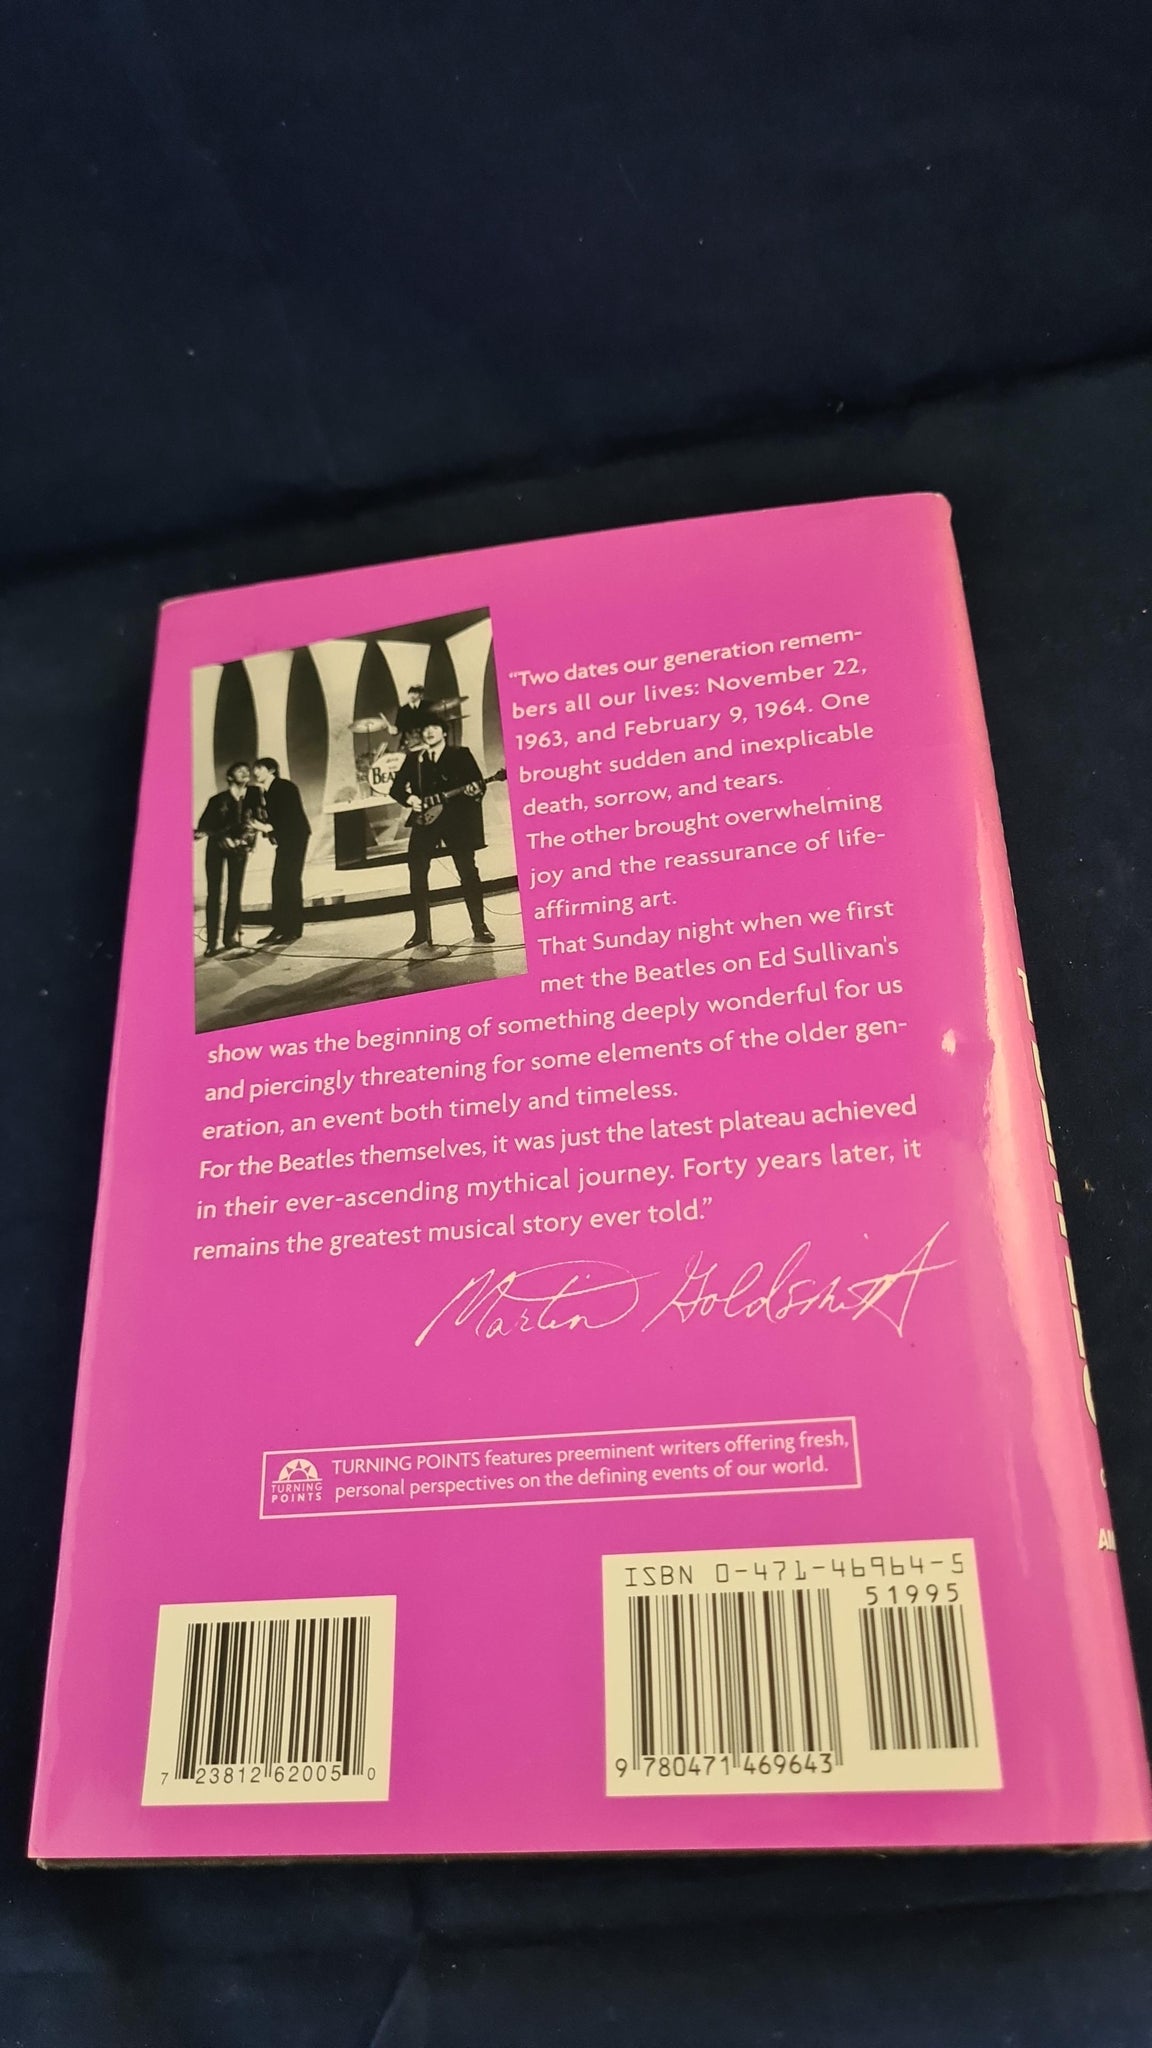 “Two dates our generation remem-
bers all our lives: November 22,
1963, and February 9, 1964. One
brought sudden and inexplicable
death, sorrow, and tears.
The other brought overwhelming
joy and the reassurance of life-
affirming art.
That Sunday night when we first
met the Beatles on Ed Sullivan's
show was the beginning of something deeply wonderful for us
and piercingly threatening for some elements of the older gen-
eration, an event both timely and timeless.
For the Beatles themselves, it was just the latest plateau achieved
in their ever-ascending mythical journey. Forty years later, it
remains the greatest musical story ever told.”
Martin Goldsmith
TURNING
POINTS
TURNING POINTS features preeminent writers offering fresh,
personal perspectives on the defining events of our world.
ISBN 0-471-46964-5
51995
9 780471 469643
7 23812 62005 0